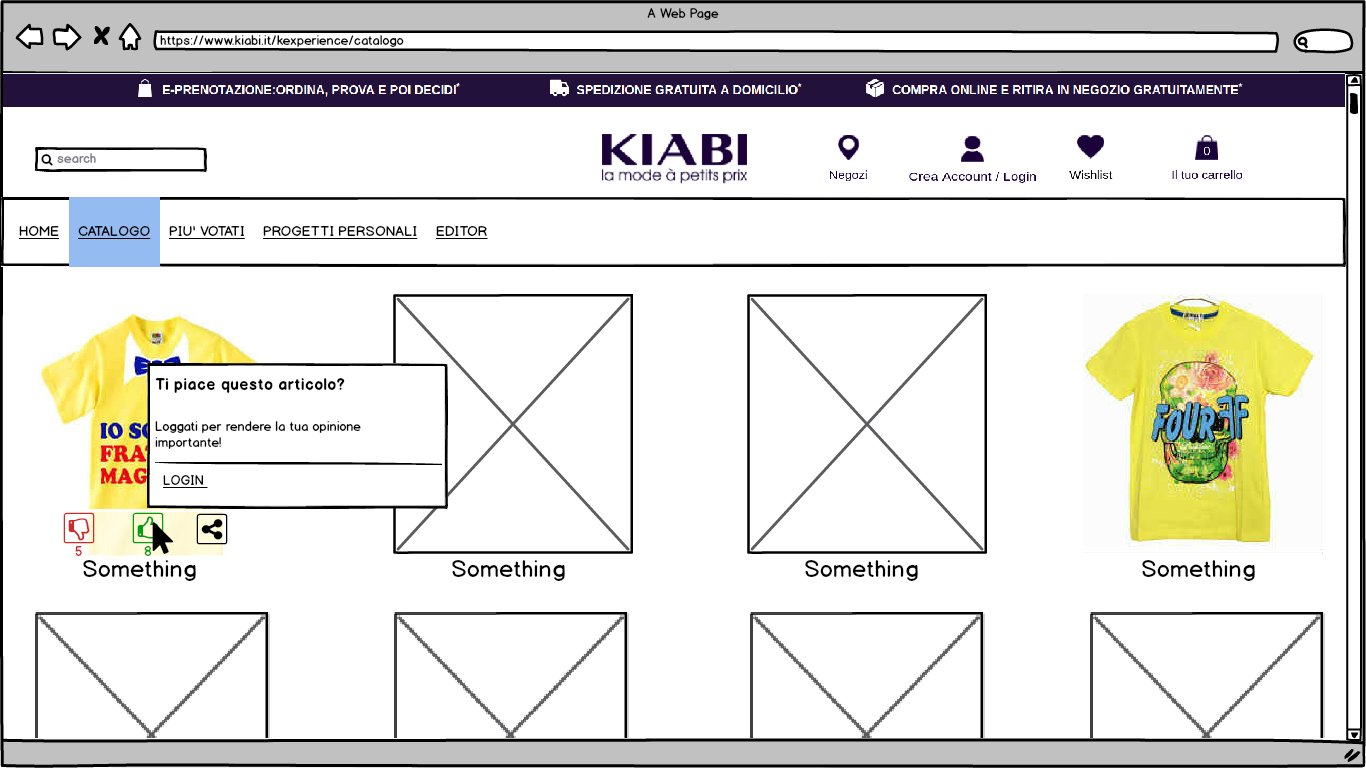 A Web Page
https://www.kiabi.it/kexperience/catalogo
E-PRENOTAZIONE:ORDINA, PROVA E POI DECIDI*
SPEDIZIONE GRATUITA A DOMICILIO*
COMPRA ONLINE E RITIRA IN NEGOZIO GRATUITAMENTE*
search
KIABI
la mode à petits prix
Negozi
Crea Account / Login
Wishlist
0
Il tuo carrello
HOME
CATALOGO
PIU' VOTATI
PROGETTI PERSONALI
EDITOR
IO
FRA
MAG
Ti piace questo articolo?
Loggati per rendere la tua opinione
importante!
LOGIN
FOUR
5
8
Something
Something
Something
Something